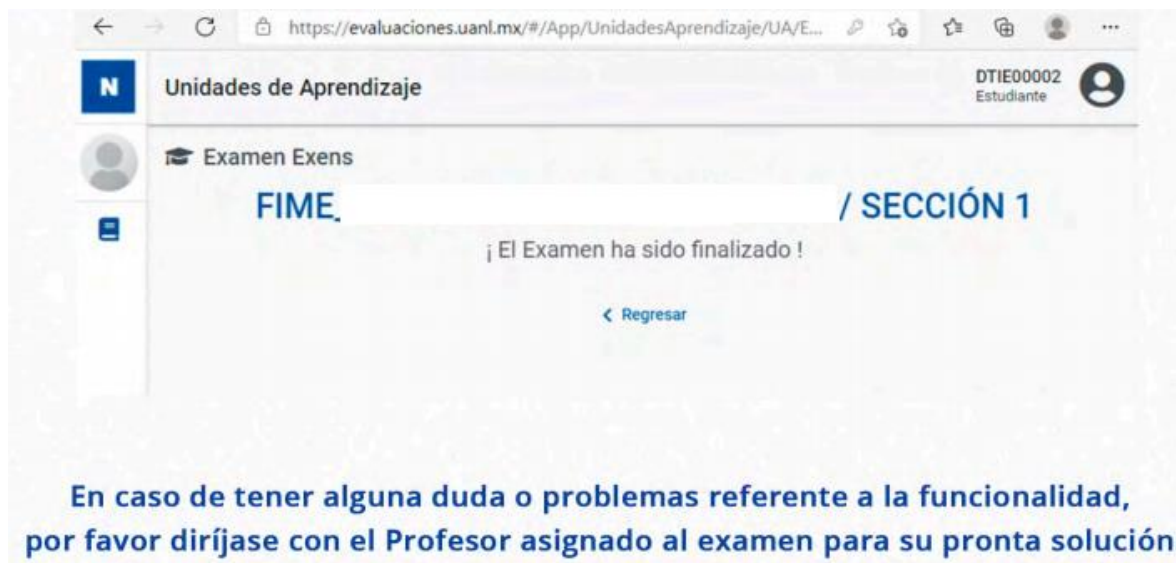 https://evaluaciones.uanl.mx/#/App/UnidadesAprendizaje/UA/E...
N
Unidades de Aprendizaje
DTIE00002
Estudiante
Examen Exens
FIME_ / SECCIÓN 1
¡ El Examen ha sido finalizado !
Regresar
En caso de tener alguna duda o problemas referente a la funcionalidad,
por favor diríjase con el Profesor asignado al examen para su pronta solución